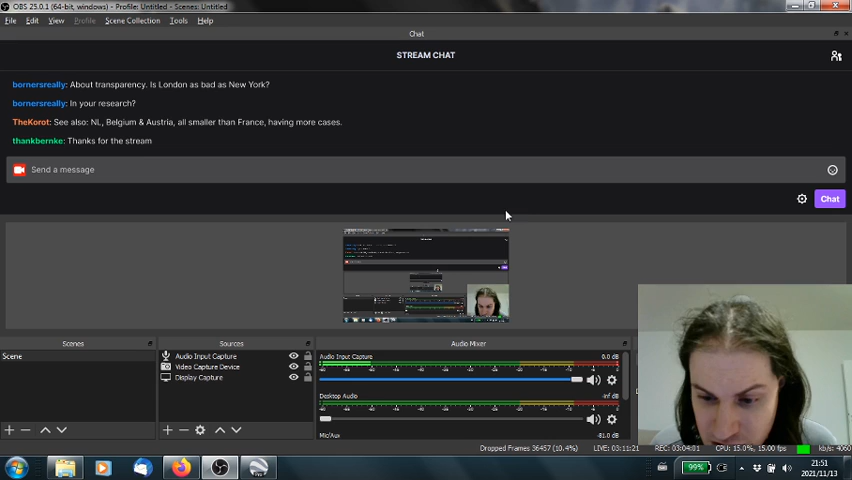 OBS 25.0.1 (64-bit, windows) - Profile: Untitled - Scenes: Untitled
File Edit View Profile Scene Collection Tools Help
Chat
STREAM CHAT
bornersreally: About transparency. Is London as bad as New York?
bornersreally: In your research?
TheKorot: See also: NL, Belgium & Austria, all smaller than France, having more cases.
thankbernke: Thanks for the stream
Send a message
Chat
Scenes Sources Audio Mixer
Scene
Audio Input Capture
Video Capture Device
Display Capture
Audio Input Capture 0.0 dB
Desktop Audio -inf dB
Mic/Aux -81.0 dB
Dropped Frames 36457 (10.4%) LIVE: 03:11:21 REC: 03:04:01 CPU: 15.0%, 15.00 fps kb/s: 4060
99%
21:51
2021/11/13